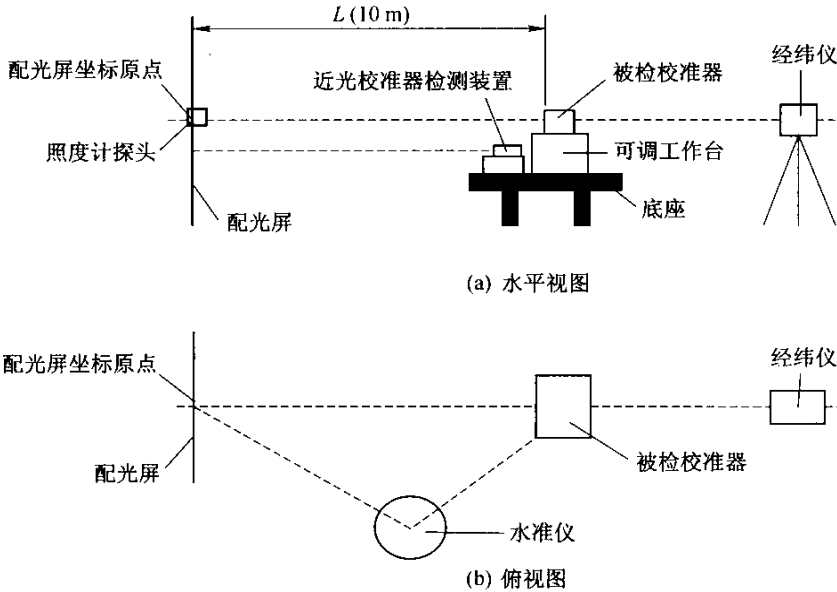 L (10 m)
配光屏坐标原点
近光校准器检测装置
被检校准器
经纬仪
照度计探头
可调工作台
配光屏
底座
(a) 水平视图
配光屏坐标原点
经纬仪
配光屏
被检校准器
水准仪
(b) 俯视图